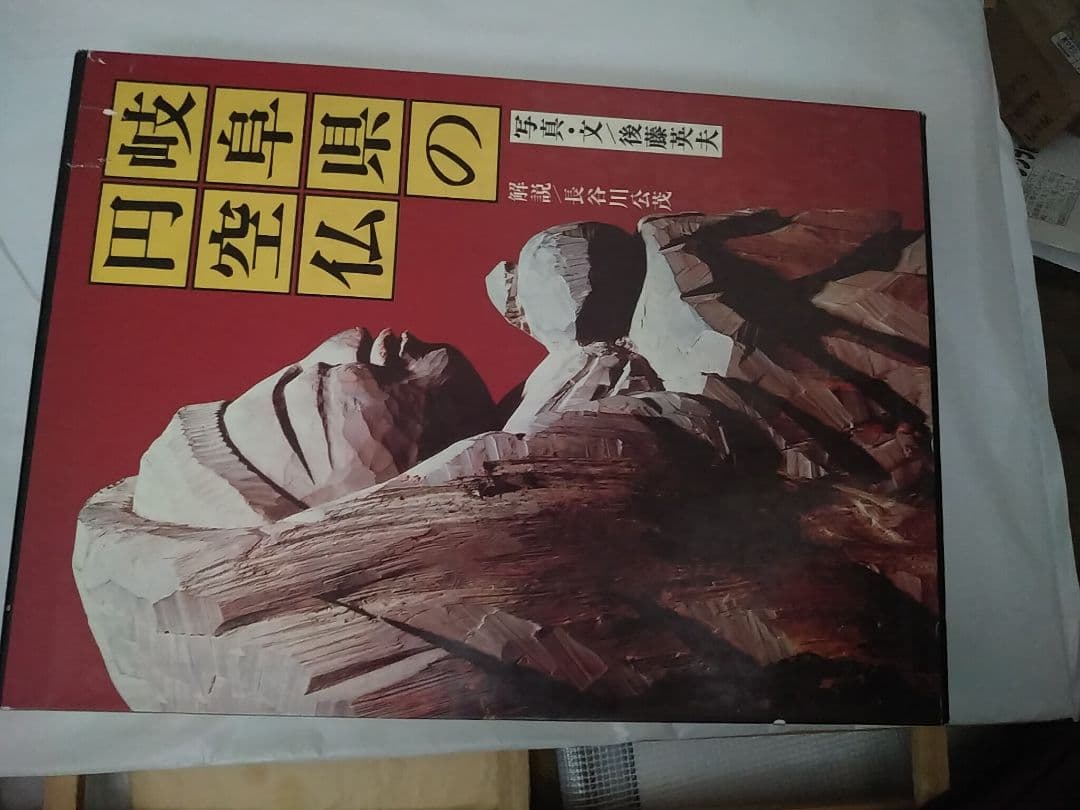 岐阜県の
円空仏
写真・文/後藤英夫
解説/長谷川公茂